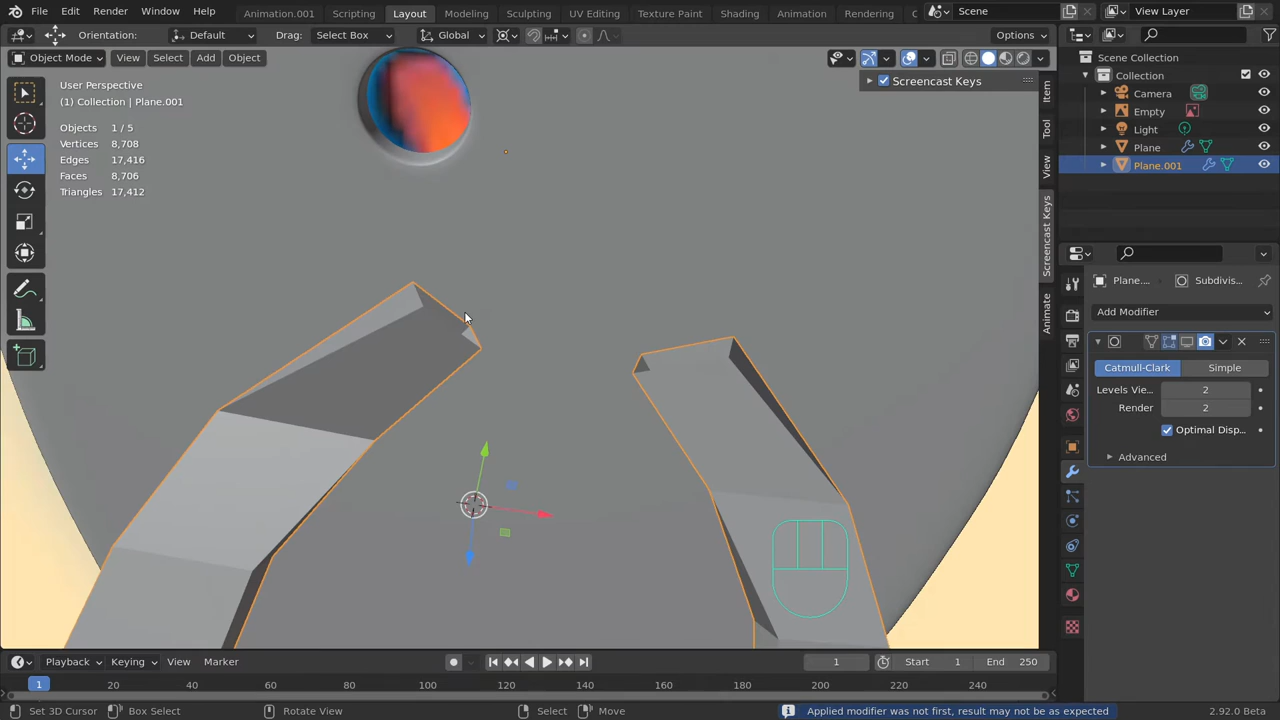 File Edit Render Window Help Animation.001 Scripting Layout Modeling Sculpting UV Editing Texture Paint Shading Animation Rendering C Scene View Layer
Orientation: Default Drag: Select Box Global Options
Object Mode View Select Add Object
Screencast Keys
User Perspective
(1) Collection | Plane.001
Objects 1 / 5
Vertices 8,708
Edges 17,416
Faces 8,706
Triangles 17,412
Item
Tool
View
Screencast Keys
Animate
Scene Collection
Collection
Camera
Empty
Light
Plane
Plane.001
Plane.... Subdivis...
Add Modifier
Catmull-Clark Simple
Levels Vie... 2
Render 2
Optimal Disp...
Advanced
Playback Keying View Marker 1 Start 1 End 250
1 20 40 60 80 100 120 140 160 180 200 220 240
Set 3D Cursor Box Select Rotate View Select Move Applied modifier was not first, result may not be as expected 2.92.0 Beta